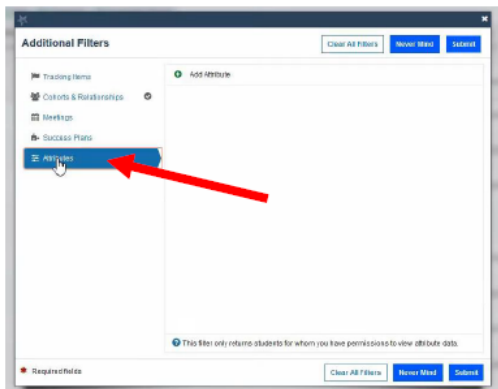 Additional Filters
Clear All Filters
Never Mind
Submit
Tracking Items
Cohorts & Relationships
Meetings
Success Plans
Attributes
Add Attribute
This filter only returns students for whom you have permissions to view attribute data.
Required fields
Clear All Filters
Never Mind
Submit